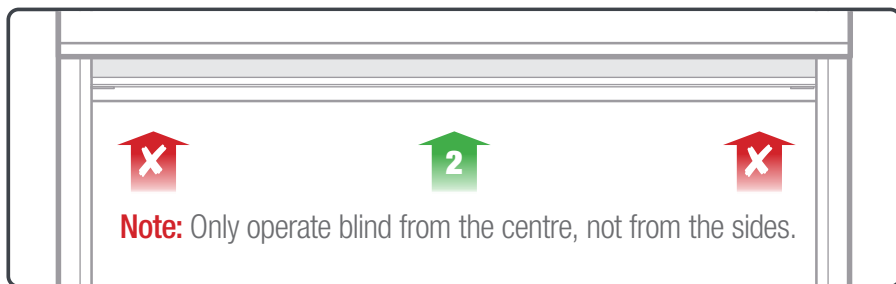 ✘ 2 ✘
Note: Only operate blind from the centre, not from the sides.